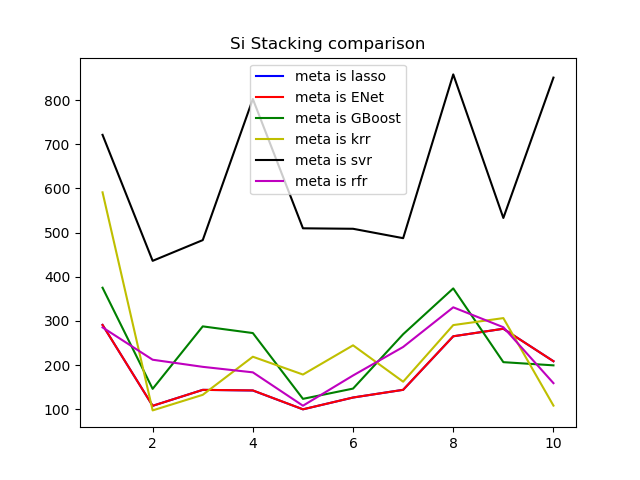 Si Stacking comparison
meta is lasso
meta is ENet
meta is GBoost
meta is krr
meta is svr
meta is rfr
800
700
600
500
400
300
200
100
2
4
6
8
10